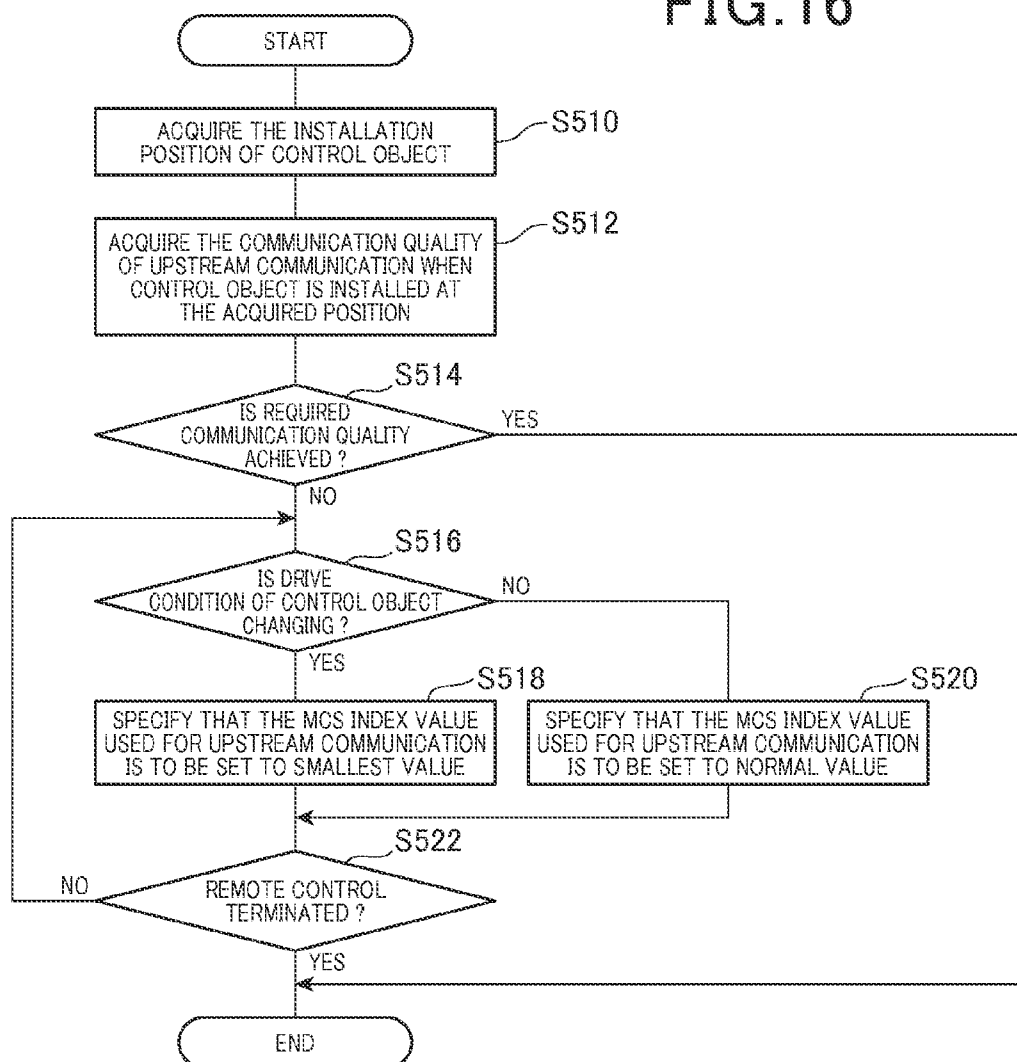 FIG.16
START
ACQUIRE THE INSTALLATION
POSITION OF CONTROL OBJECT
S510
ACQUIRE THE COMMUNICATION QUALITY
OF UPSTREAM COMMUNICATION WHEN
CONTROL OBJECT IS INSTALLED AT
THE ACQUIRED POSITION
S512
S514
IS REQUIRED
COMMUNICATION QUALITY
ACHIEVED ?
YES
NO
S516
IS DRIVE
CONDITION OF CONTROL OBJECT
CHANGING ?
NO
YES
S518
SPECIFY THAT THE MCS INDEX VALUE
USED FOR UPSTREAM COMMUNICATION
IS TO BE SET TO SMALLEST VALUE
S520
SPECIFY THAT THE MCS INDEX VALUE
USED FOR UPSTREAM COMMUNICATION
IS TO BE SET TO NORMAL VALUE
S522
REMOTE CONTROL
TERMINATED ?
NO
YES
END